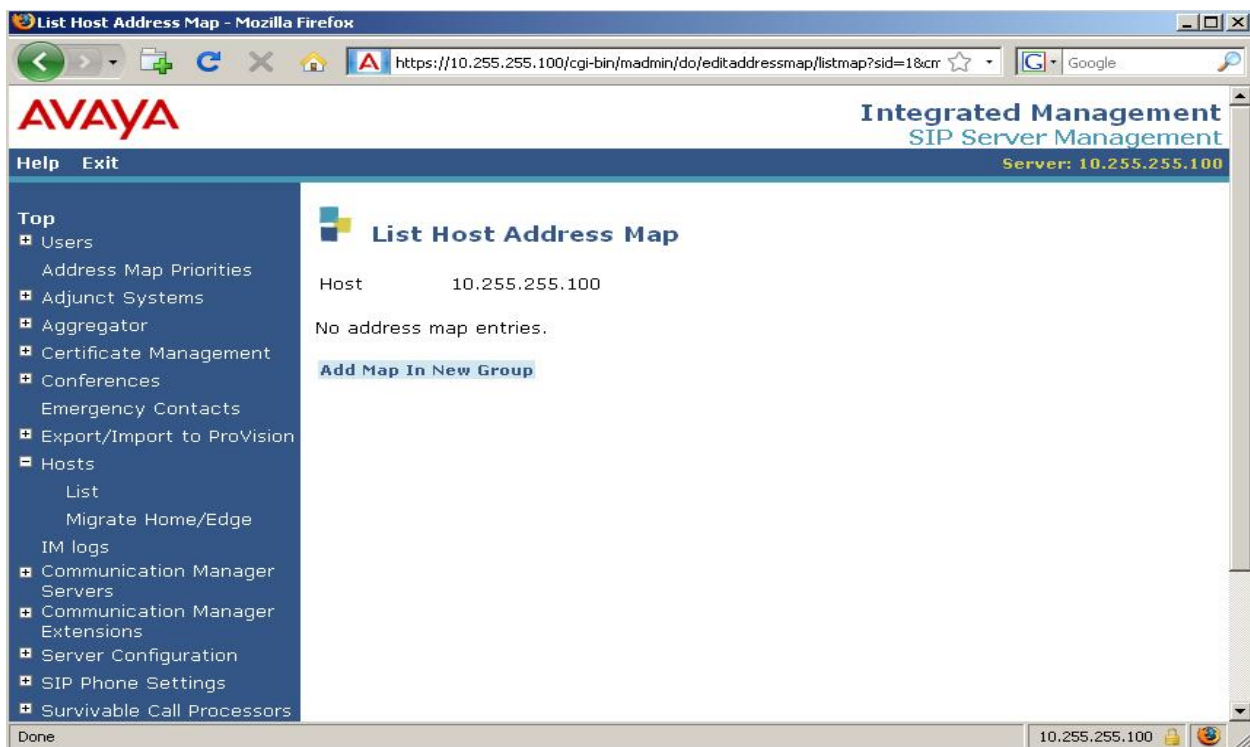 List Host Address Map - Mozilla Firefox
https://10.255.255.100/cgi-bin/madmin/do/editaddressmap/listmap?sid=1&cm
Google
AVAYA
Integrated Management
SIP Server Management
Help Exit
Server: 10.255.255.100
Top
Users
Address Map Priorities
Adjunct Systems
Aggregator
Certificate Management
Conferences
Emergency Contacts
Export/Import to ProVision
Hosts
List
Migrate Home/Edge
IM logs
Communication Manager
Servers
Communication Manager
Extensions
Server Configuration
SIP Phone Settings
Survivable Call Processors
List Host Address Map
Host 10.255.255.100
No address map entries.
Add Map In New Group
Done
10.255.255.100